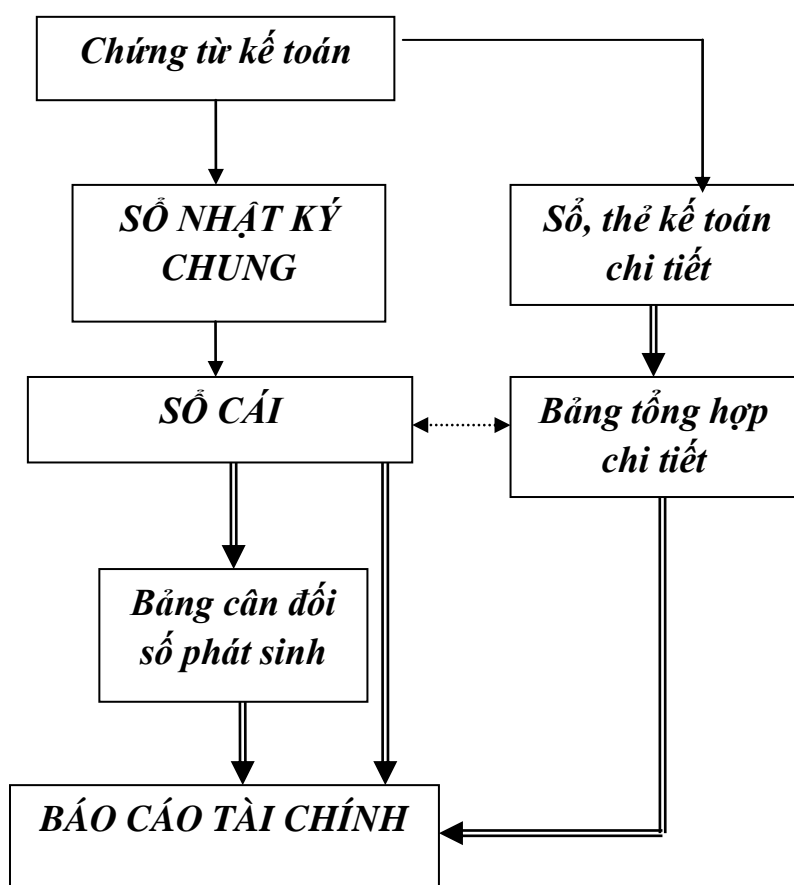 Chứng từ kế toán
SỔ NHẬT KÝ
CHUNG
Sổ, thẻ kế toán
chi tiết
SỔ CÁI
Bảng tổng hợp
chi tiết
Bảng cân đối
số phát sinh
BÁO CÁO TÀI CHÍNH